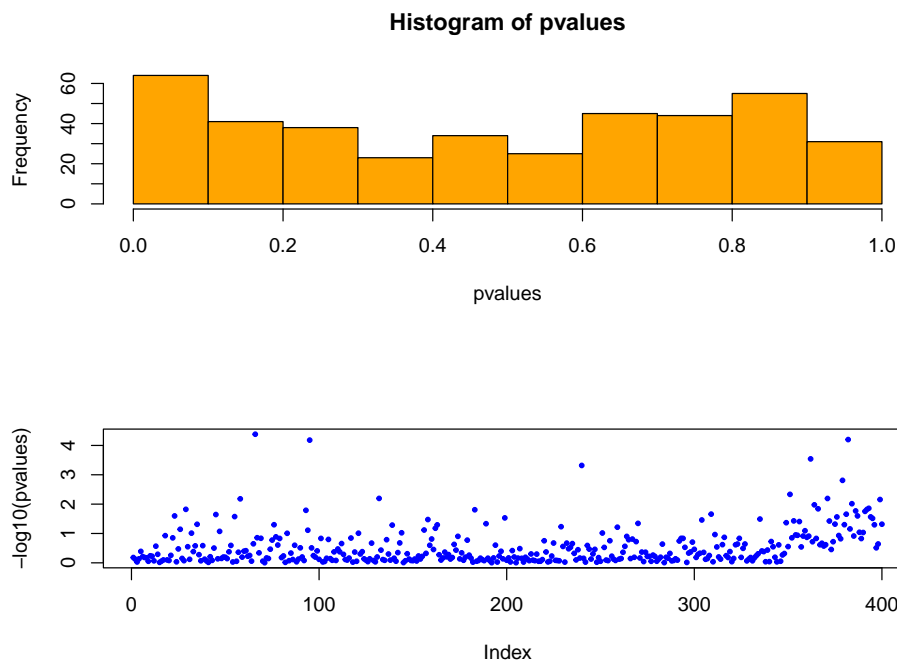 Histogram of pvalues
Frequency
0 20 40 60
0.0 0.2 0.4 0.6 0.8 1.0
pvalues
−log10(pvalues)
0 1 2 3 4
0 100 200 300 400
Index